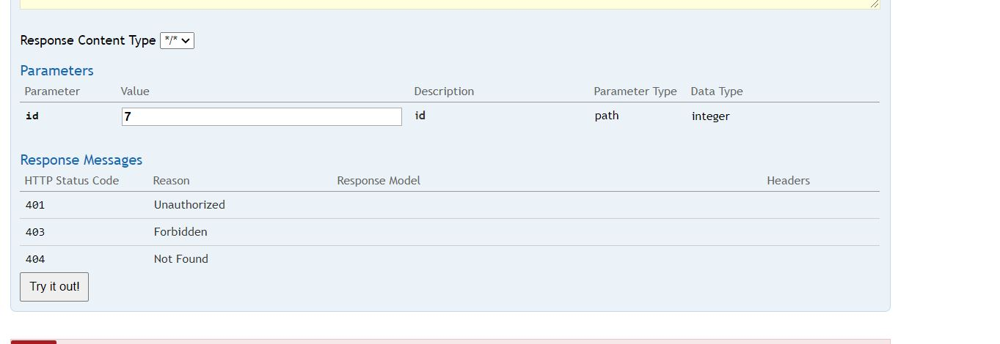 Response Content Type */*
Parameters
Parameter Value Description Parameter Type Data Type
id 7 id path integer
Response Messages
HTTP Status Code Reason Response Model Headers
401 Unauthorized
403 Forbidden
404 Not Found
Try it out!